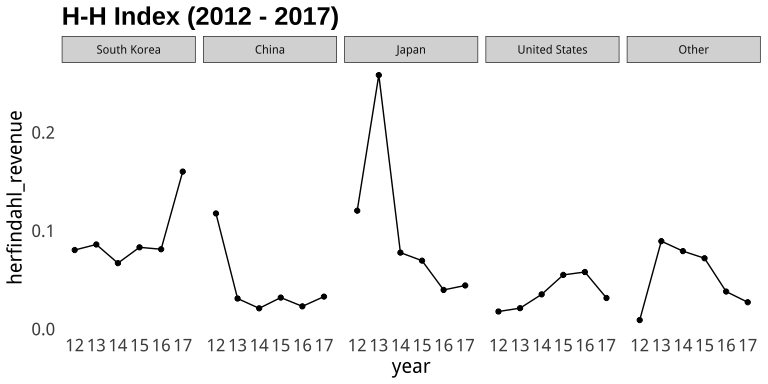 H-H Index (2012 - 2017)
South Korea China Japan United States Other
herfindahl_revenue
0.2
0.1
0.0
12 13 14 15 16 17 12 13 14 15 16 17 12 13 14 15 16 17 12 13 14 15 16 17 12 13 14 15 16 17
year